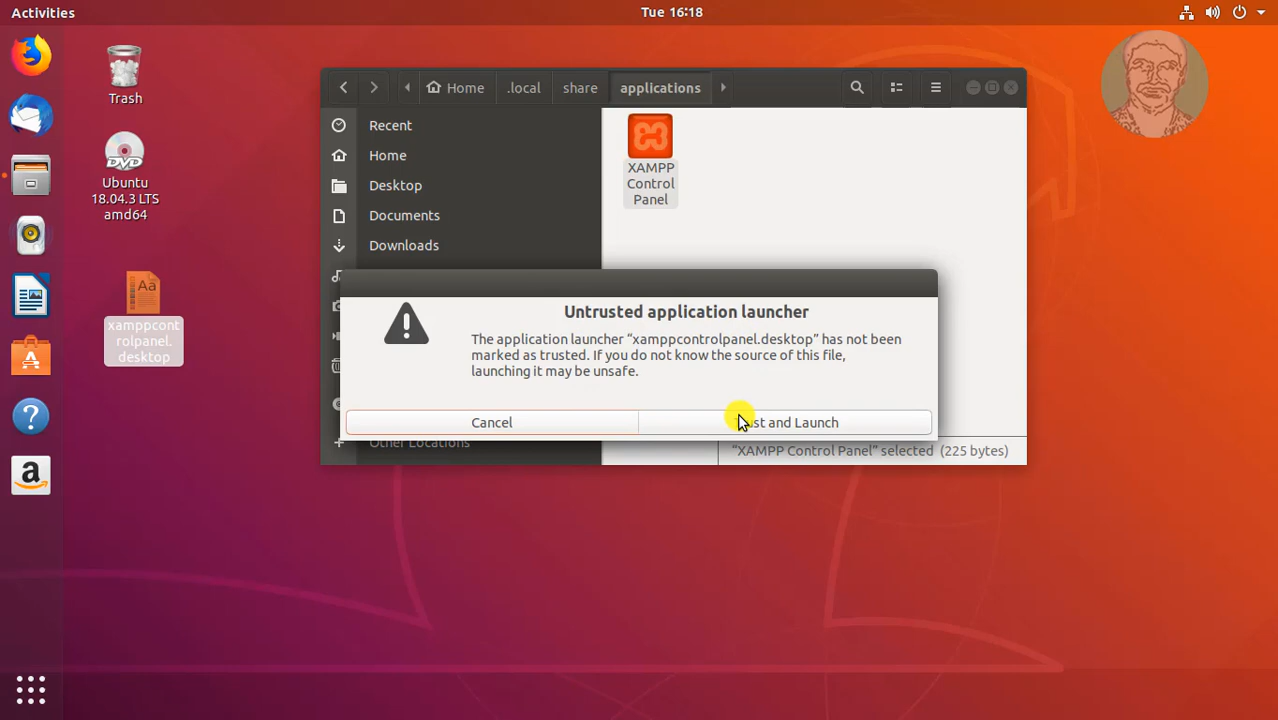 Activities
Tue 16:18
Trash
DVD
Ubuntu
18.04.3 LTS
amd64
Aa
xamppcont
rolpanel.
desktop
a
Home
.local
share
applications
Recent
Home
Desktop
Documents
Downloads
Other Locations
XAMPP
Control
Panel
Untrusted application launcher
The application launcher “xamppcontrolpanel.desktop” has not been
marked as trusted. If you do not know the source of this file,
launching it may be unsafe.
Cancel
Trust and Launch
“XAMPP Control Panel” selected (225 bytes)